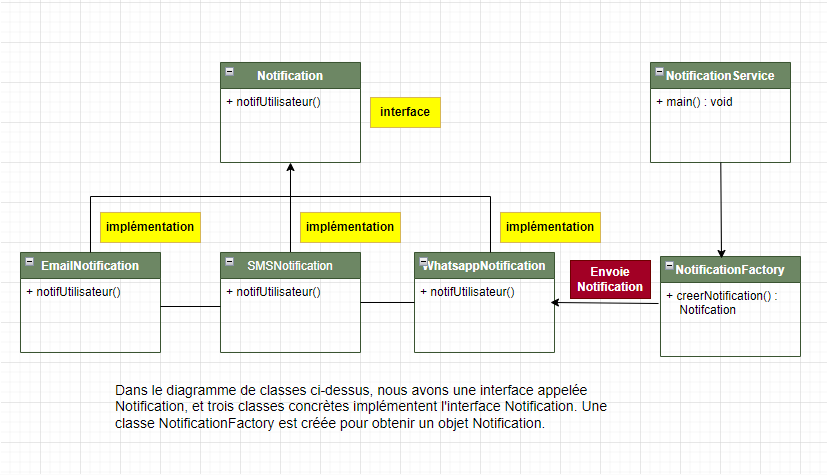 Notification
+ notifUtilisateur()
interface
NotificationService
+ main() : void
implémentation
implémentation
implémentation
EmailNotification
+ notifUtilisateur()
SMSNotification
+ notifUtilisateur()
WhatsappNotification
+ notifUtilisateur()
Envoie
Notification
NotificationFactory
+ creerNotification() :
Notifcation
Dans le diagramme de classes ci-dessus, nous avons une interface appelée
Notification, et trois classes concrètes implémentent l'interface Notification. Une
classe NotificationFactory est créée pour obtenir un objet Notification.